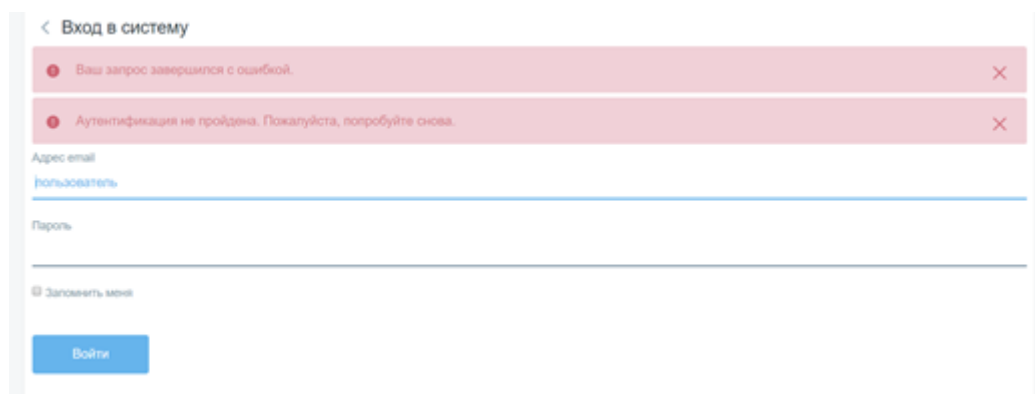 Вход в систему
Ваш запрос завершился с ошибкой.
Аутентификация не пройдена. Пожалуйста, попробуйте снова.
Адрес email
пользователь
Пароль
Запомнить меня
Войти